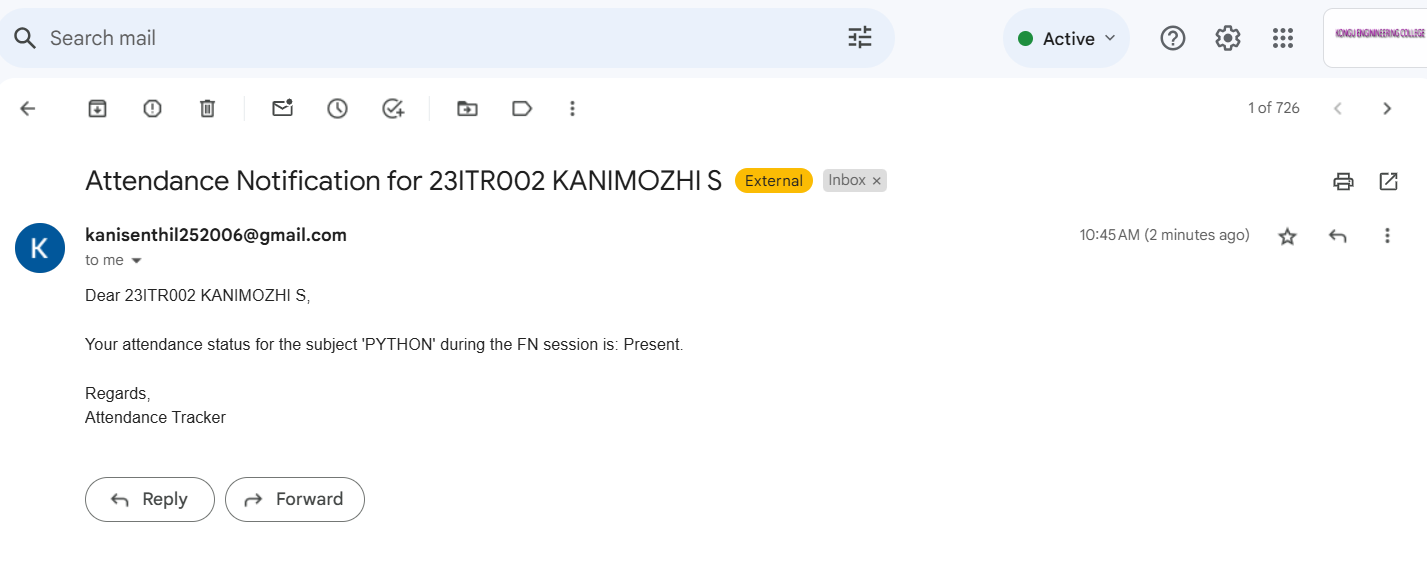 Search mail
Active
KONGU ENGINNEERING COLLEGE
1 of 726
Attendance Notification for 23ITR002 KANIMOZHI S External Inbox ×
K
kanisenthil252006@gmail.com
10:45 AM (2 minutes ago)
to me
Dear 23ITR002 KANIMOZHI S,
Your attendance status for the subject 'PYTHON' during the FN session is: Present.
Regards,
Attendance Tracker
Reply
Forward